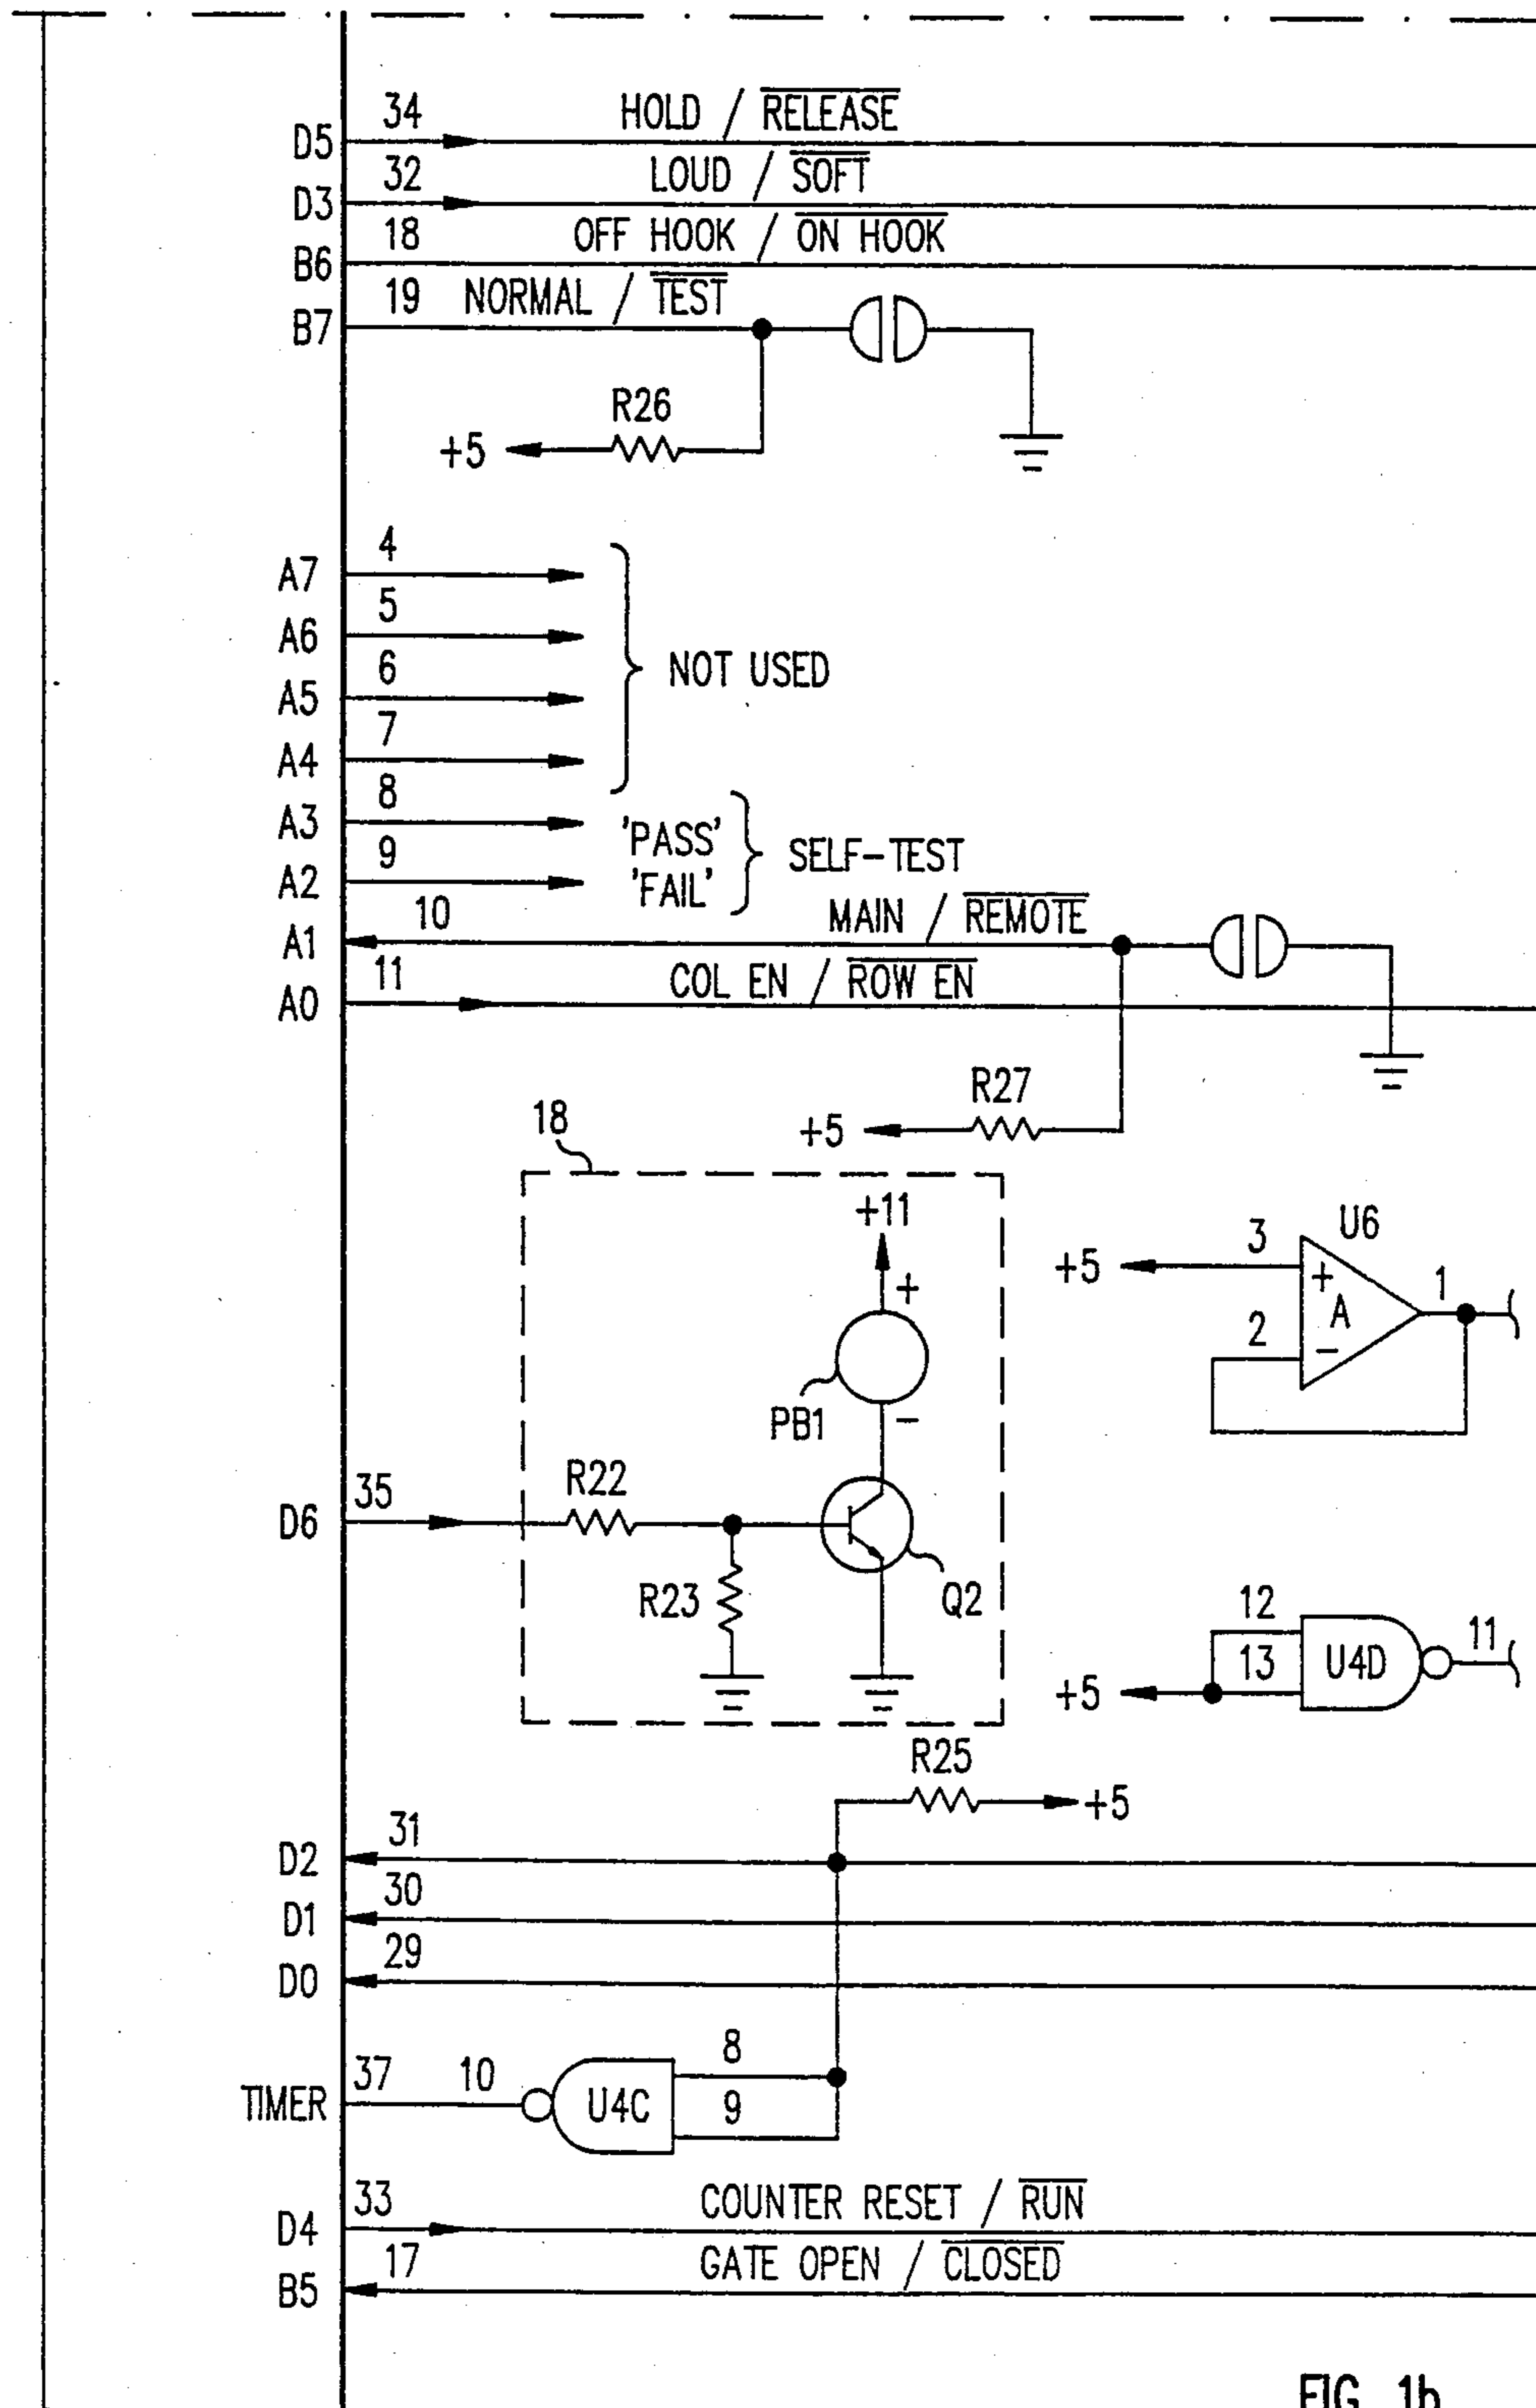 34 HOLD / RELEASE
D5
32 LOUD / SOFT
D3
18 OFF HOOK / ON HOOK
B6
19 NORMAL / TEST
B7
R26
+5
4
A7
5
A6
6
A5
NOT USED
7
A4
8
A3 'PASS'
SELF-TEST
9
A2 'FAIL'
10 MAIN / REMOTE
A1
11 COL EN / ROW EN
A0
R27
+5
18
+11
+
PB1
−
U6
+5 3
+
A
1
2
−
35
D6
R22
R23
Q2
12
13
+5
U4D
11
R25
+5
31
D2
30
D1
29
D0
8
37 10
TIMER
U4C
9
33 COUNTER RESET / RUN
D4
17 GATE OPEN / CLOSED
B5
FIG. 1b